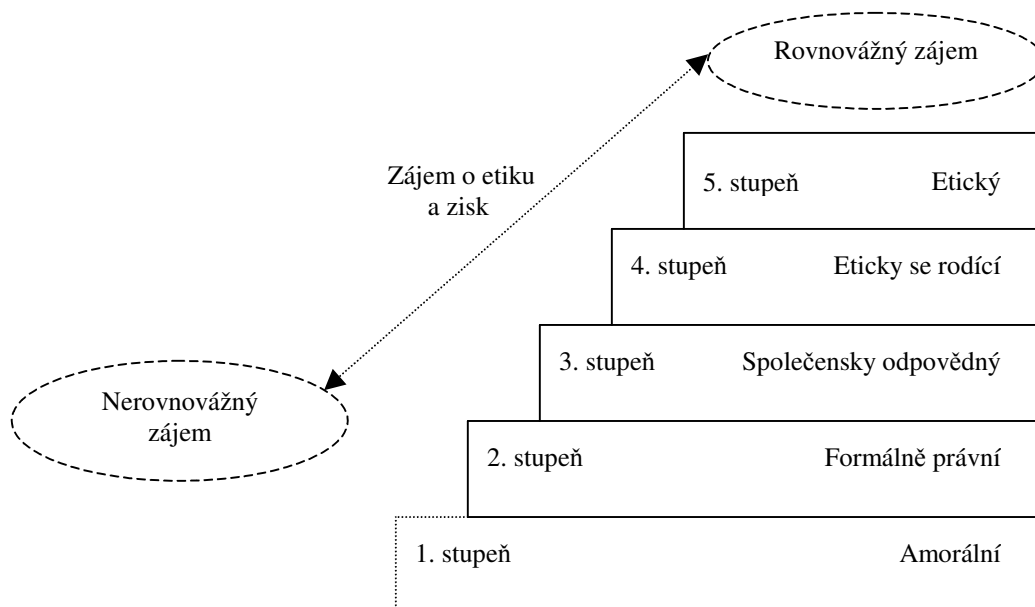 Rovnovážný zájem
Zájem o etiku
a zisk
5. stupeň Etický
4. stupeň Eticky se rodící
3. stupeň Společensky odpovědný
Nerovnovážný
zájem
2. stupeň Formálně právní
1. stupeň Amorální